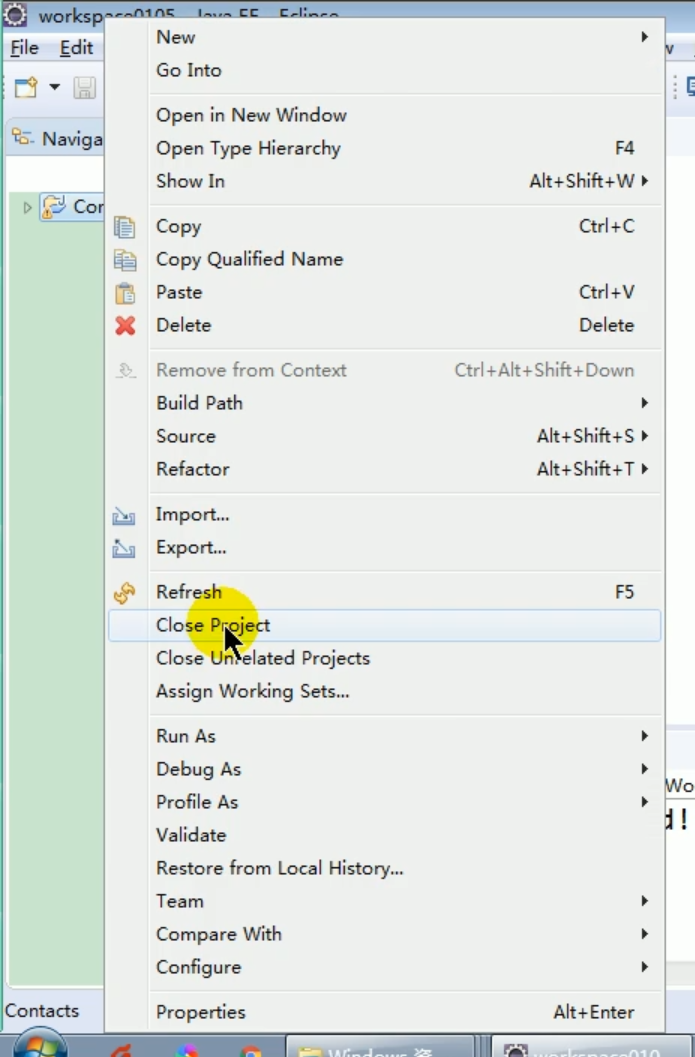 workspace0105 - Java EE - Eclipse
File Edit
Naviga
Cor
New
Go Into
Open in New Window
Open Type Hierarchy F4
Show In Alt+Shift+W
Copy Ctrl+C
Copy Qualified Name
Paste Ctrl+V
Delete Delete
Remove from Context Ctrl+Alt+Shift+Down
Build Path
Source Alt+Shift+S
Refactor Alt+Shift+T
Import...
Export...
Refresh F5
Close Project
Close Unrelated Projects
Assign Working Sets...
Run As
Debug As
Profile As
Wo
Validate
d!
Restore from Local History...
Team
Compare With
Configure
Properties Alt+Enter
Contacts
Windows 资
workspace010